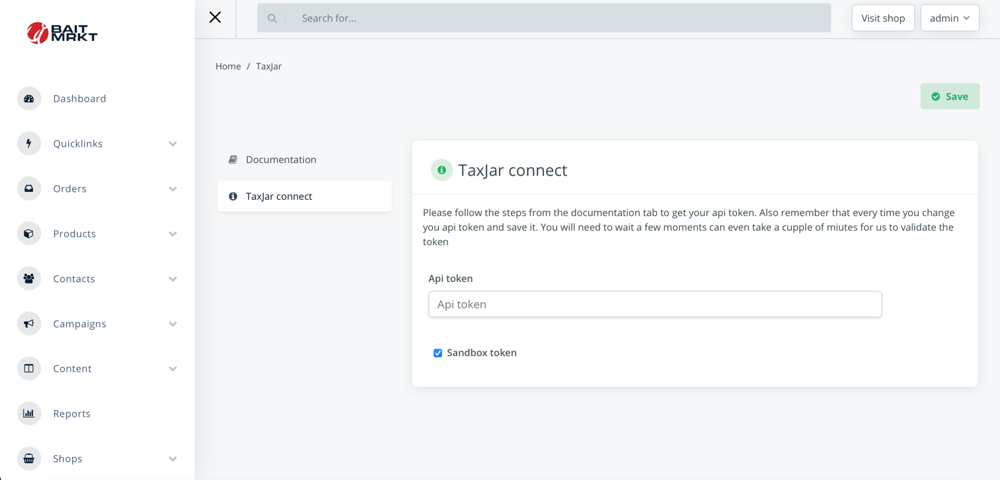 BAIT
MRKT
Search for...
Visit shop
admin
Home / TaxJar
Save
Dashboard
Quicklinks
Orders
Products
Contacts
Campaigns
Content
Reports
Shops
Documentation
TaxJar connect
TaxJar connect
Please follow the steps from the documentation tab to get your api token. Also remember that every time you change
you api token and save it. You will need to wait a few moments can even take a cupple of miutes for us to validate the
token
Api token
Api token
Sandbox token